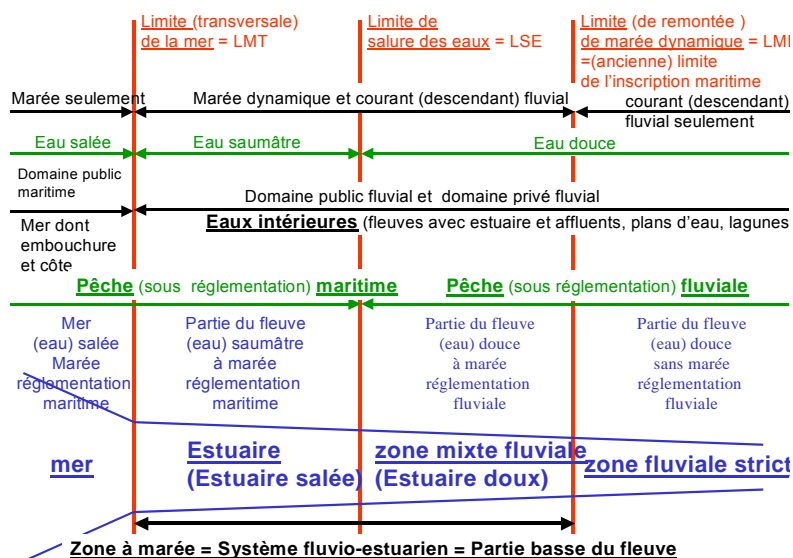 Limite (transversale)
de la mer = LMT
Limite de
salure des eaux = LSE
Limite (de remontée )
de marée dynamique = LMD
=(ancienne) limite
de l'inscription maritime
Marée seulement
Marée dynamique et courant (descendant) fluvial
courant (descendant)
fluvial seulement
Eau salée
Eau saumâtre
Eau douce
Domaine public
maritime
Domaine public fluvial et domaine privé fluvial
Mer dont
embouchure
et côte
Eaux intérieures (fleuves avec estuaire et affluents, plans d'eau, lagunes
Pêche (sous réglementation) maritime
Pêche (sous réglementation) fluviale
Mer
(eau) salée
Marée
réglementation
maritime
Partie du fleuve
(eau) saumâtre
à marée
réglementation
maritime
Partie du fleuve
(eau) douce
à marée
réglementation
fluviale
Partie du fleuve
(eau) douce
sans marée
réglementation
fluviale
mer
Estuaire
(Estuaire salée)
zone mixte fluviale
(Estuaire doux)
zone fluviale strict
Zone à marée = Système fluvio-estuarien = Partie basse du fleuve